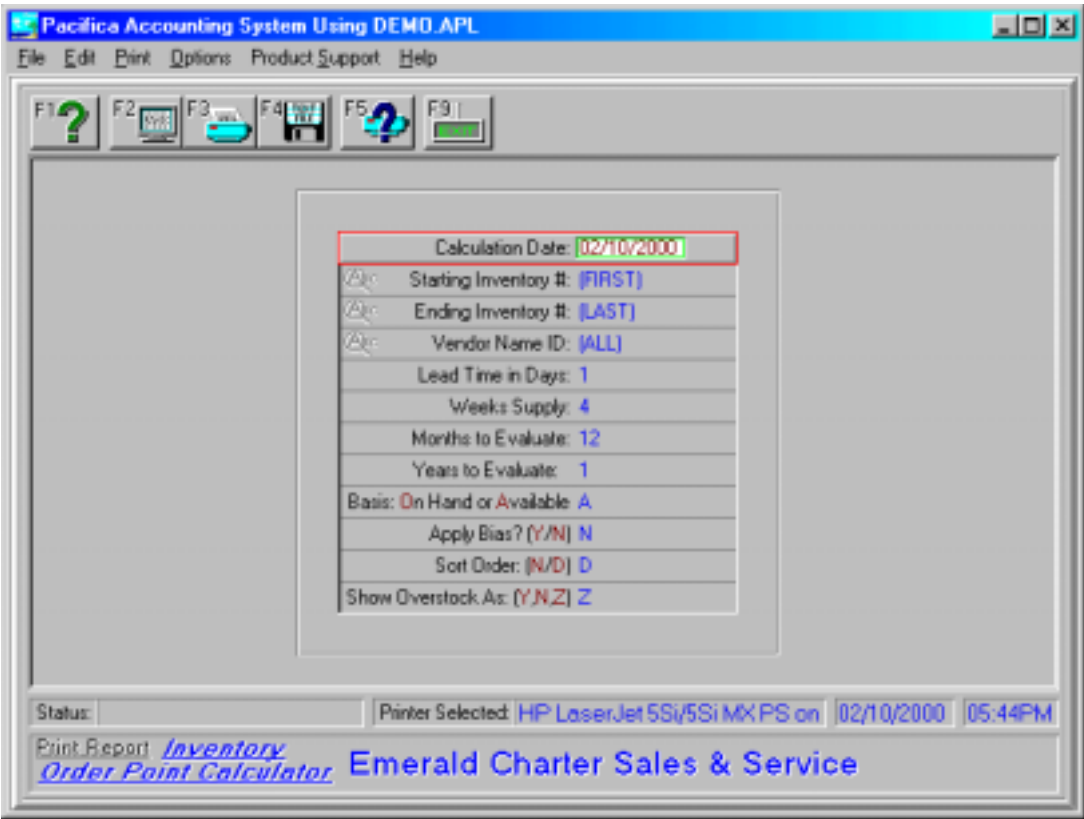 Pacifica Accounting System Using DEMO.APL
File Edit Print Options Product Support Help
F1 F2 F3 F4 F5 F9
EXIT
Calculation Date: 02/10/2000
Starting Inventory #: (FIRST)
Ending Inventory #: (LAST)
Vendor Name ID: (ALL)
Lead Time in Days: 1
Weeks Supply: 4
Months to Evaluate: 12
Years to Evaluate: 1
Basis: On Hand or Available A
Apply Bias? (Y/N) N
Sort Order: (N/D) D
Show Overstock As: (Y,N,Z) Z
Status: Printer Selected: HP LaserJet 5Si/5Si MX PS on 02/10/2000 05:44PM
Print Report Inventory
Order Point Calculator Emerald Charter Sales & Service